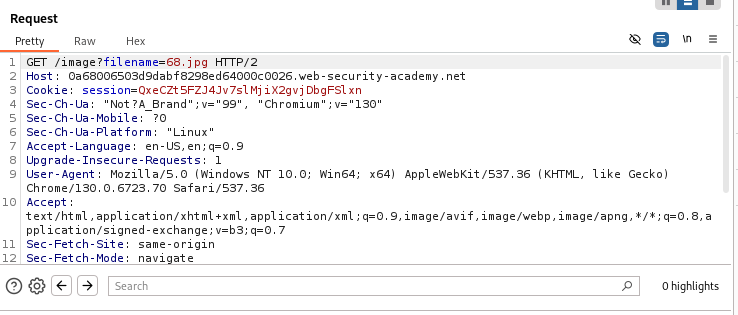 Request
Pretty Raw Hex
\n
1 GET /image?filename=68.jpg HTTP/2
2 Host: 0a68006503d9dabf8298ed64000c0026.web-security-academy.net
3 Cookie: session=QxeCZt5FZJ4Jv7slMjiX2gvjDbgFSlxn
4 Sec-Ch-Ua: "Not?A_Brand";v="99", "Chromium";v="130"
5 Sec-Ch-Ua-Mobile: ?0
6 Sec-Ch-Ua-Platform: "Linux"
7 Accept-Language: en-US,en;q=0.9
8 Upgrade-Insecure-Requests: 1
9 User-Agent: Mozilla/5.0 (Windows NT 10.0; Win64; x64) AppleWebKit/537.36 (KHTML, like Gecko)
Chrome/130.0.6723.70 Safari/537.36
10 Accept:
text/html,application/xhtml+xml,application/xml;q=0.9,image/avif,image/webp,image/apng,*/*;q=0.8,a
pplication/signed-exchange;v=b3;q=0.7
11 Sec-Fetch-Site: same-origin
12 Sec-Fetch-Mode: navigate
Search
0 highlights